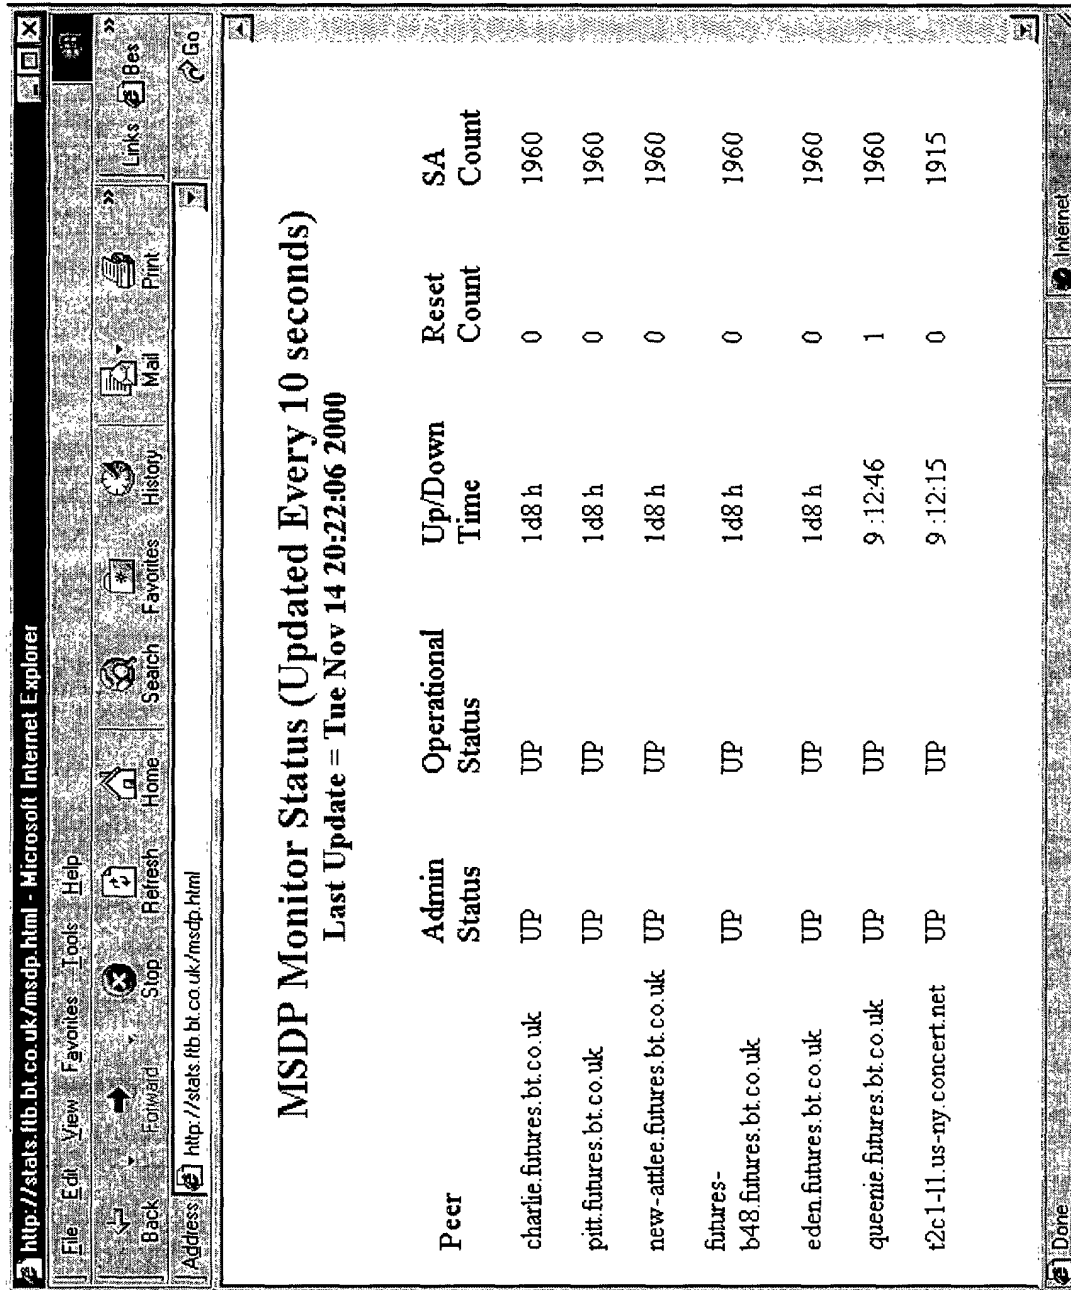 http://stats.ftb.bt.co.uk/msdp.html - Microsoft Internet Explorer
File Edit View Favorites Tools Help
Back Forward Stop Refresh Home Search Favorites History Mail Print Links Bes
Address http://stats.ftb.bt.co.uk/msdp.html Go
MSDP Monitor Status (Updated Every 10 seconds)
Last Update = Tue Nov 14 20:22:06 2000
Peer Admin Status Operational Status Up/Down Time Reset Count SA Count
charlie.futures.bt.co.uk UP UP 1d8 h 0 1960
pitt.futures.bt.co.uk UP UP 1d8 h 0 1960
new-attlee.futures.bt.co.uk UP UP 1d8 h 0 1960
futures-
b48.futures.bt.co.uk UP UP 1d8 h 0 1960
eden.futures.bt.co.uk UP UP 1d8 h 0 1960
queenie.futures.bt.co.uk UP UP 9 :12:46 1 1960
t2c1-l1.us-ny.concert.net UP UP 9 :12:15 0 1915
Done Internet